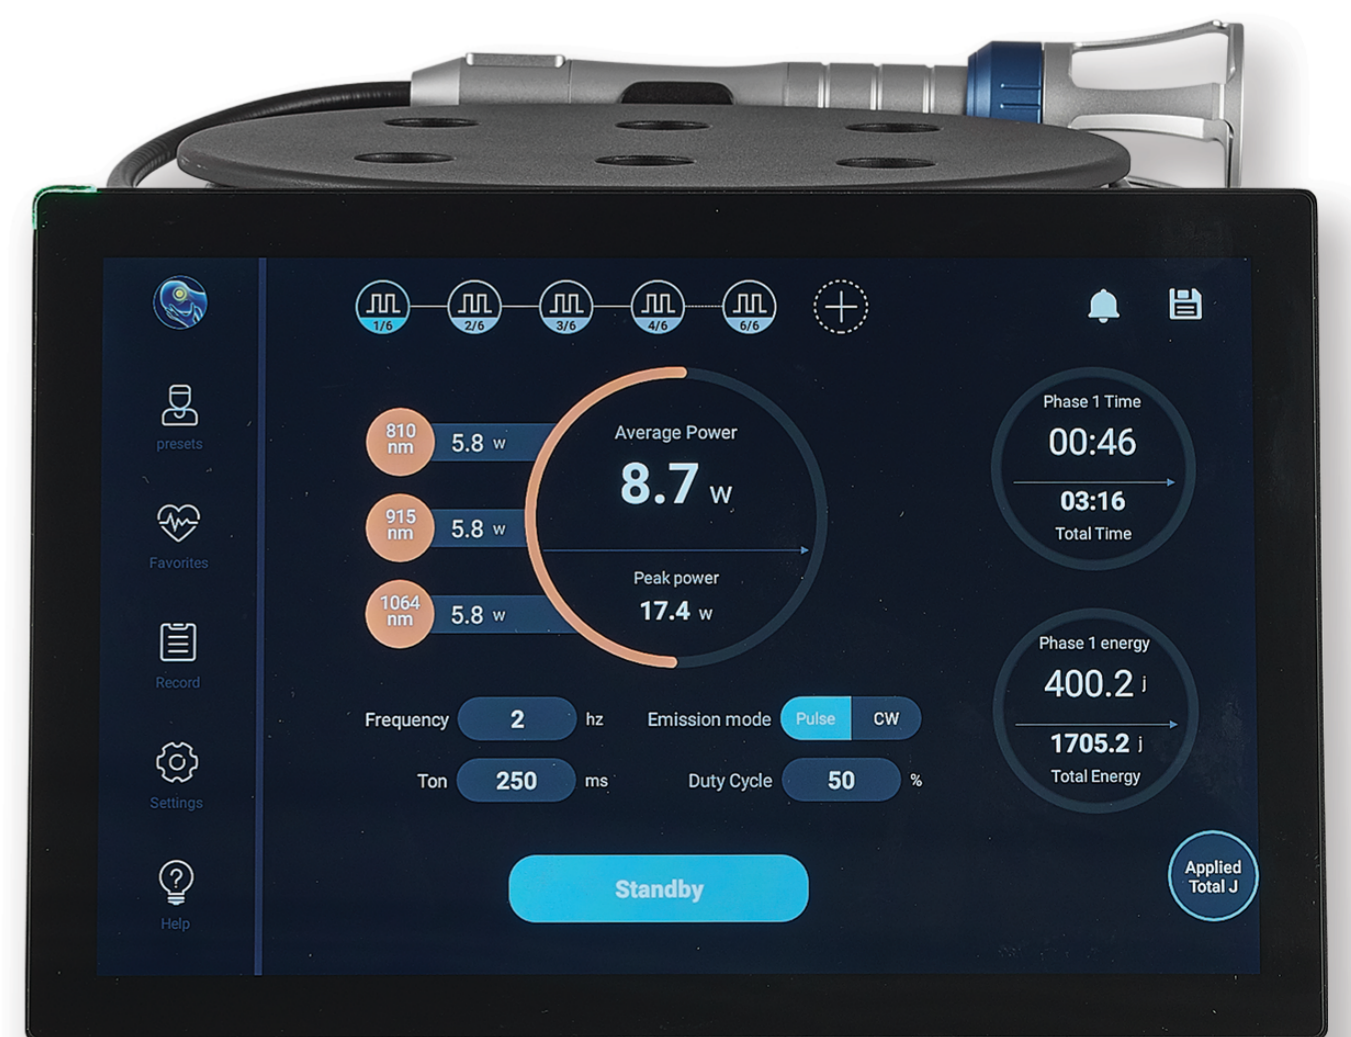 1/6
2/6
3/6
4/6
6/6
presets
Favorites
Record
Settings
Help
810
nm
5.8 w
915
nm
5.8 w
1064
nm
5.8 w
Average Power
8.7 w
Peak power
17.4 w
Phase 1 Time
00:46
03:16
Total Time
Phase 1 energy
400.2 j
1705.2 j
Total Energy
Frequency 2 hz
Emission mode Pulse CW
Ton 250 ms
Duty Cycle 50 %
Standby
Applied
Total J